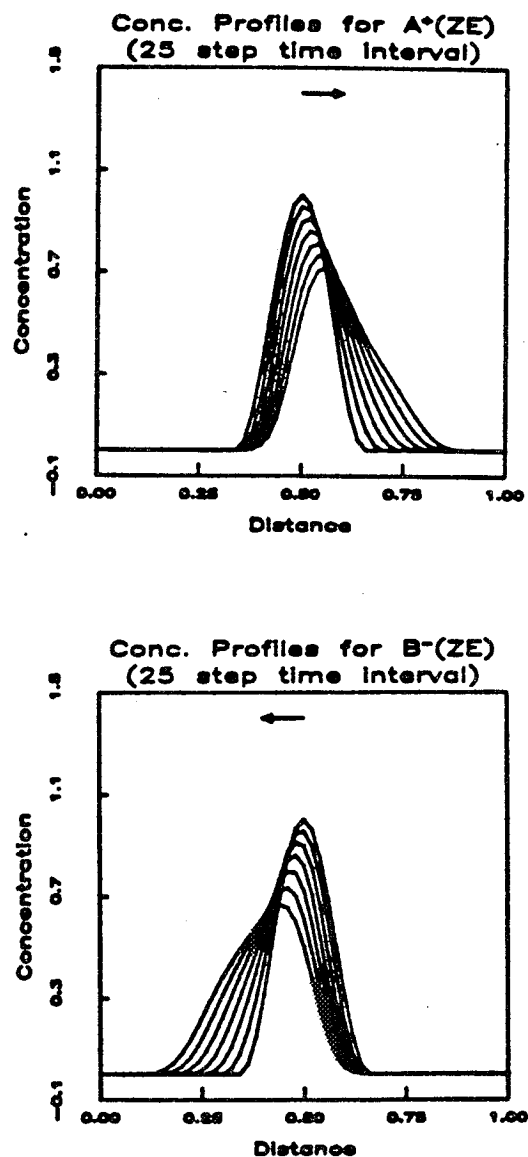 Conc. Profiles for A⁺(ZE)
(25 step time interval)
1.5
1.1
0.7
0.3
-0.1
Concentration
0.00 0.25 0.50 0.75 1.00
Distance
Conc. Profiles for B⁻(ZE)
(25 step time interval)
1.5
1.1
0.7
0.3
-0.1
Concentration
0.00 0.25 0.50 0.75 1.00
Distance